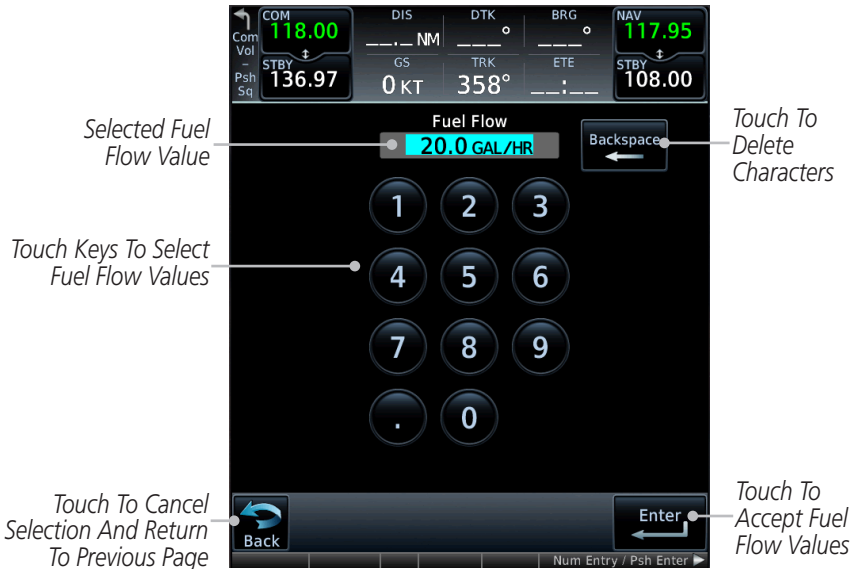 COM
118.00
Com
Vol
–
Psh
Sq
STBY
136.97
DIS
__._ NM
DTK
___°
BRG
___°
GS
0 KT
TRK
358°
ETE
__:__
NAV
117.95
STBY
108.00
Fuel Flow
20.0 GAL/HR
Backspace
Selected Fuel
Flow Value
Touch To
Delete
Characters
1 2 3
Touch Keys To Select
Fuel Flow Values
4 5 6
7 8 9
. 0
Touch To Cancel
Selection And Return
To Previous Page
Back
Enter
Touch To
Accept Fuel
Flow Values
Num Entry / Psh Enter